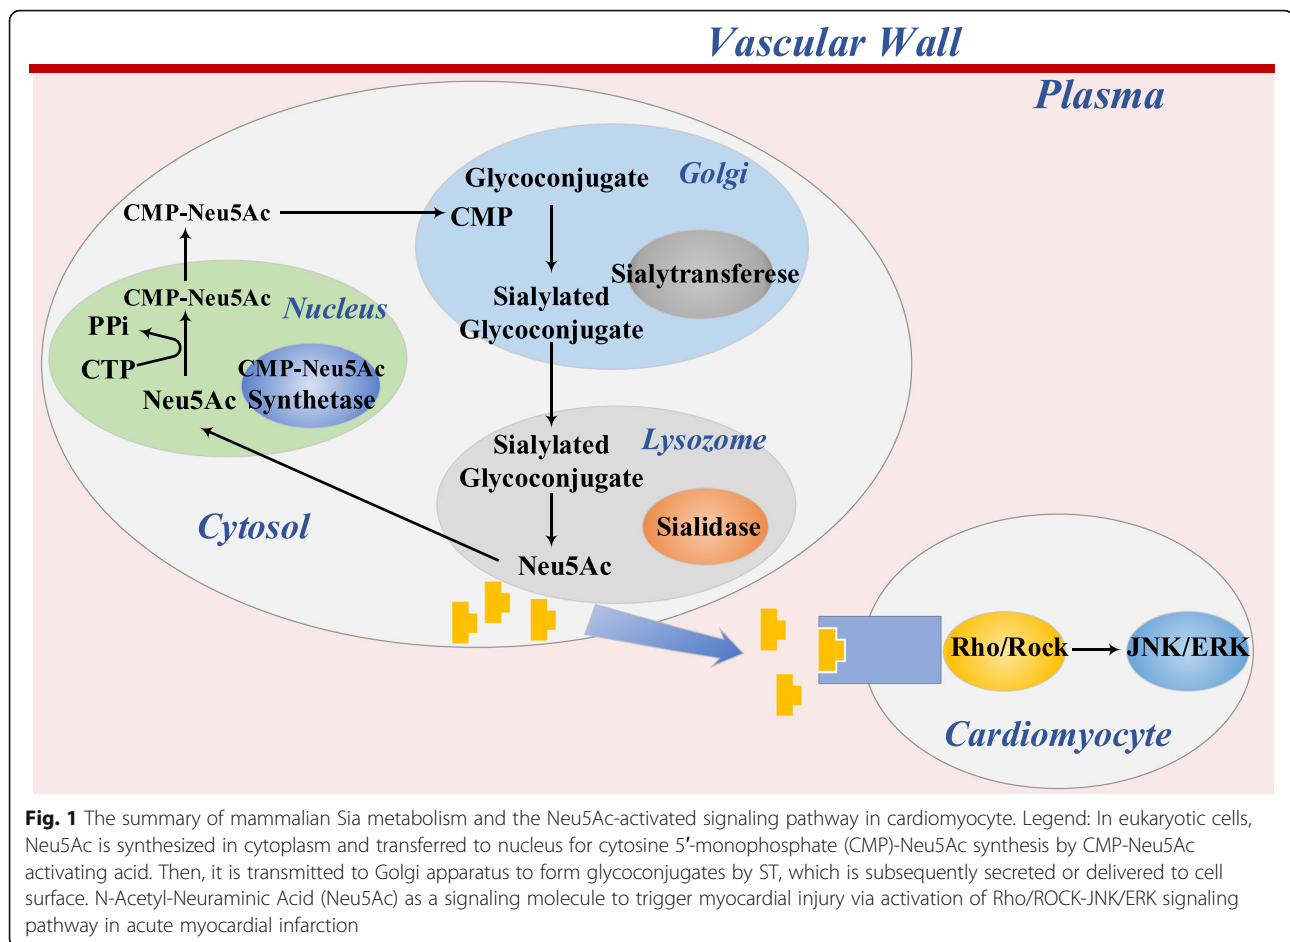 Vascular Wall
Plasma
Glycoconjugate
Golgi
CMP-Neu5Ac
CMP
Sialytransferese
Sialylated
Glycoconjugate
CMP-Neu5Ac
Nucleus
PPi
CTP
CMP-Neu5Ac
Synthetase
Neu5Ac
Sialylated
Glycoconjugate
Lysozome
Cytosol
Sialidase
Neu5Ac
Rho/Rock
JNK/ERK
Cardiomyocyte
Fig. 1 The summary of mammalian Sia metabolism and the Neu5Ac-activated signaling pathway in cardiomyocyte. Legend: In eukaryotic cells,
Neu5Ac is synthesized in cytoplasm and transferred to nucleus for cytosine 5′-monophosphate (CMP)-Neu5Ac synthesis by CMP-Neu5Ac
activating acid. Then, it is transmitted to Golgi apparatus to form glycoconjugates by ST, which is subsequently secreted or delivered to cell
surface. N-Acetyl-Neuraminic Acid (Neu5Ac) as a signaling molecule to trigger myocardial injury via activation of Rho/ROCK-JNK/ERK signaling
pathway in acute myocardial infarction